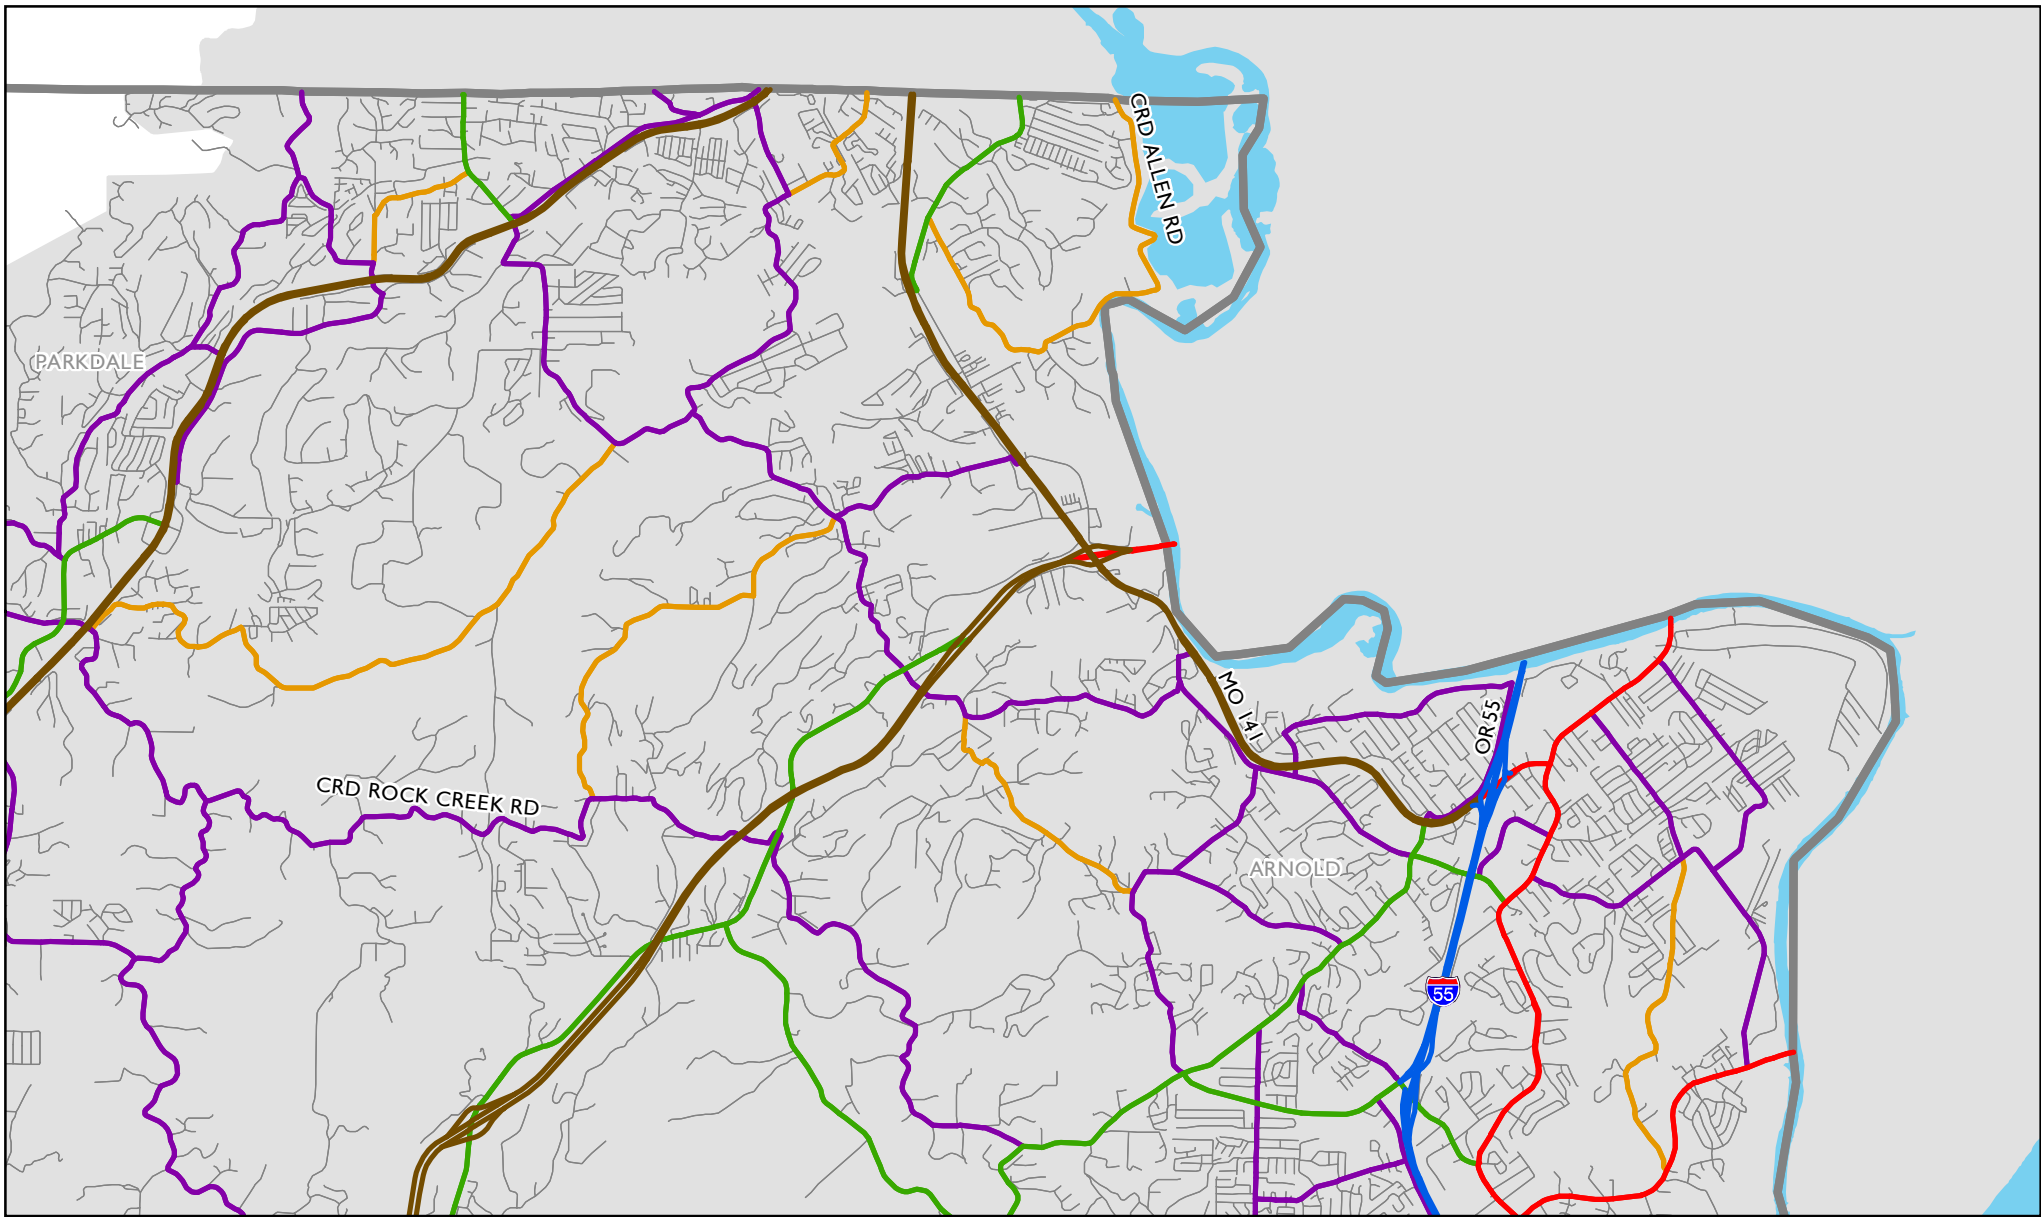 CRD ALLEN RD
PARKDALE
MO 141
OR 55
CRD ROCK CREEK RD
ARNOLD
55